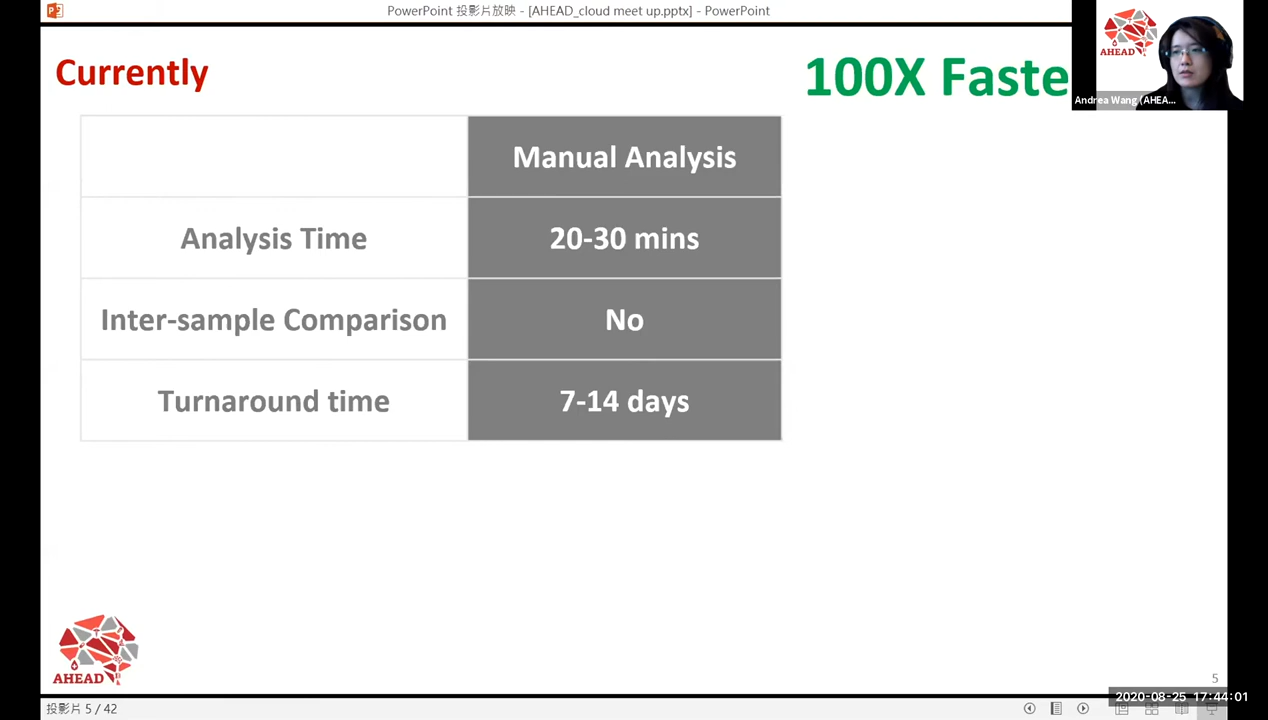 PowerPoint 投影片放映 - [AHEAD_cloud meet up.pptx] - PowerPoint
AHEAD
Andrea Wang (AHEA...
Currently
100X Faste
Manual Analysis
Analysis Time
20-30 mins
Inter-sample Comparison
No
Turnaround time
7-14 days
AHEAD
5
2020-08-25 17:44:01
投影片 5 / 42